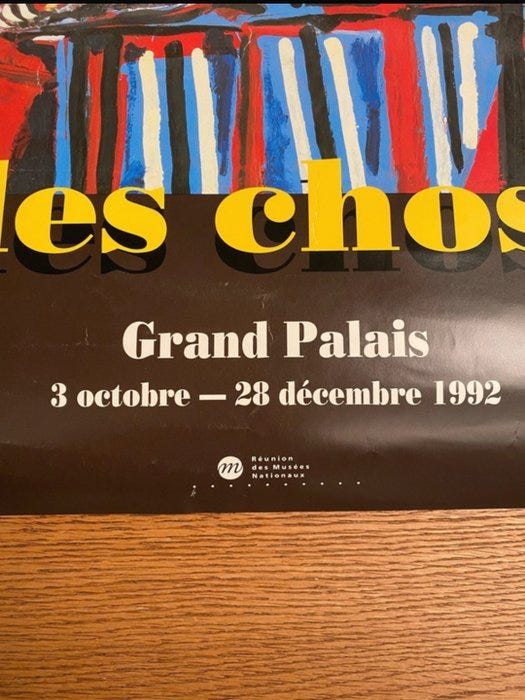 les chos
Grand Palais
3 octobre — 28 décembre 1992
m
Réunion
des Musées
Nationaux